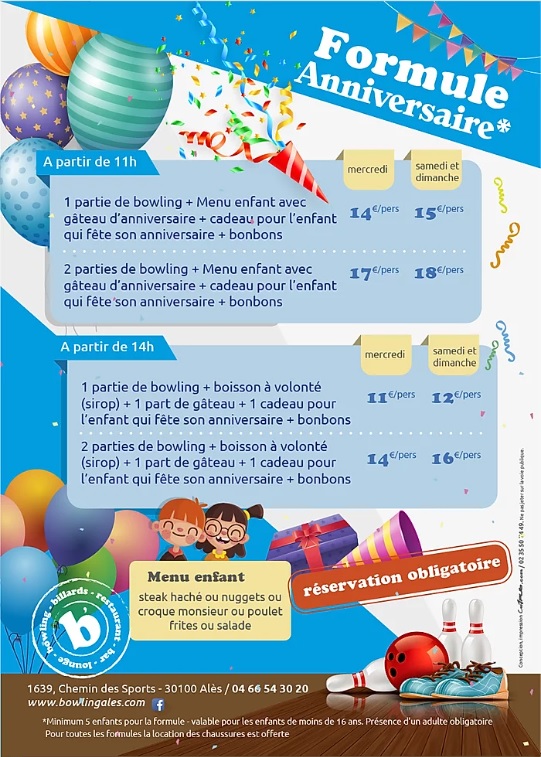 Formule
Anniversaire*
A partir de 11h
mercredi
samedi et
dimanche
1 partie de bowling + Menu enfant avec
gâteau d'anniversaire + cadeau pour l'enfant
qui fête son anniversaire + bonbons
14€/pers 15€/pers
2 parties de bowling + Menu enfant avec
gâteau d'anniversaire + cadeau pour l'enfant
qui fête son anniversaire + bonbons
17€/pers 18€/pers
A partir de 14h
mercredi
samedi et
dimanche
1 partie de bowling + boisson à volonté
(sirop) + 1 part de gâteau + 1 cadeau pour
l'enfant qui fête son anniversaire + bonbons
11€/pers 12€/pers
2 parties de bowling + boisson à volonté
(sirop) + 1 part de gâteau + 1 cadeau pour
l'enfant qui fête son anniversaire + bonbons
14€/pers 16€/pers
Menu enfant
steak haché ou nuggets ou
croque monsieur ou poulet
frites ou salade
réservation obligatoire
b'
bowling - billards - restaurant - bar - lounge -
Conception, impression
Ne pas jeter sur la voie publique.
1639, Chemin des Sports - 30100 Alès / 04 66 54 30 20
www.bowlingales.com f
*Minimum 5 enfants pour la formule - valable pour les enfants de moins de 16 ans. Présence d'un adulte obligatoire
Pour toutes les formules la location des chaussures est offerte